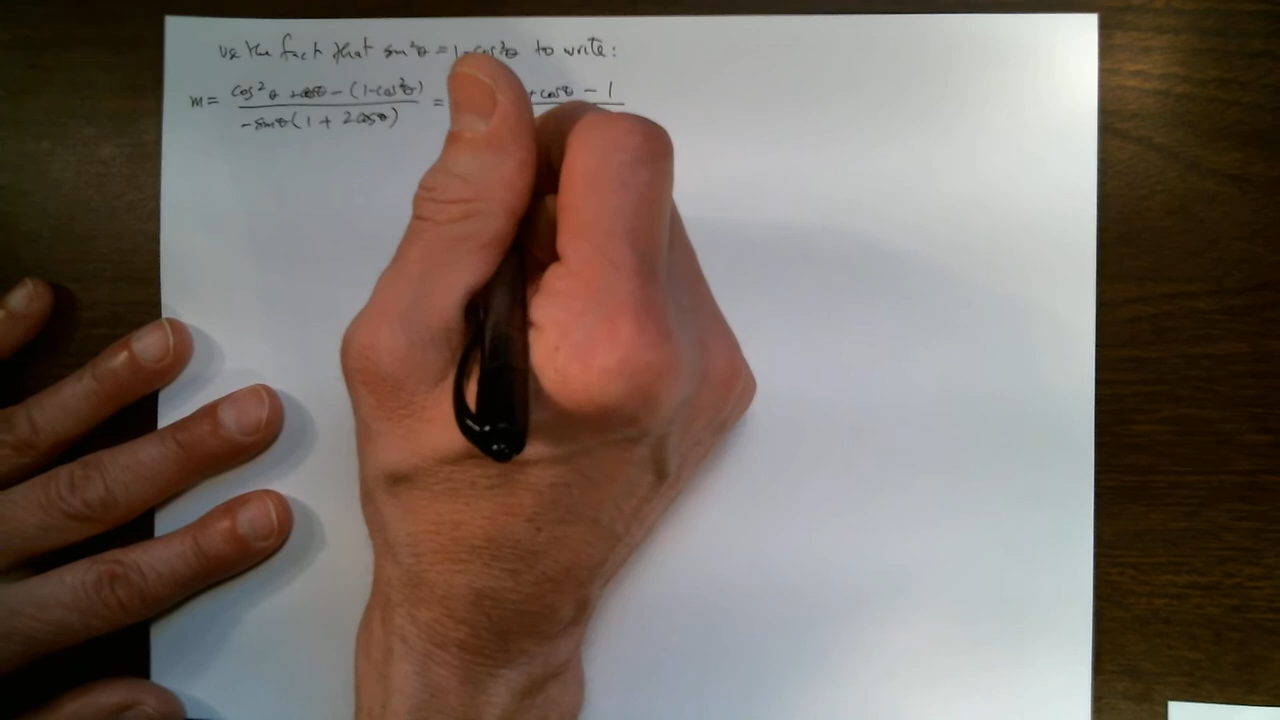 use the fact that sin²θ = 1-cos²θ to write:
m = cos²θ + cosθ - (1-cos²θ) / -sinθ(1 + 2cosθ) = + cosθ - 1